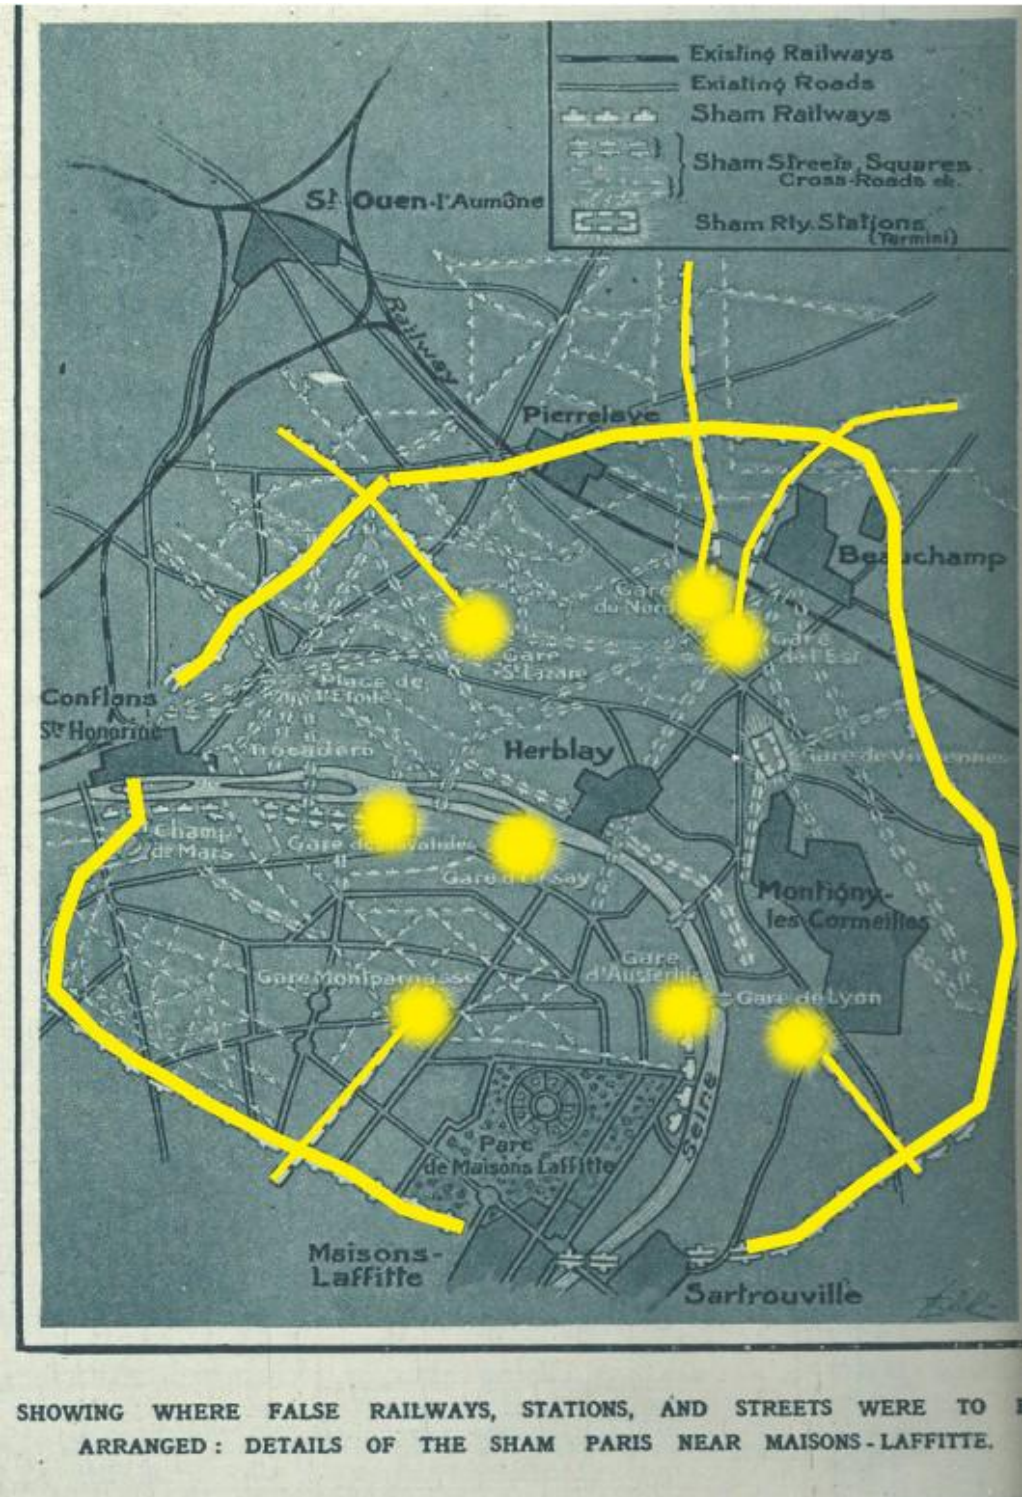 Existing Railways
Existing Roads
Sham Railways
Sham Streets, Squares.
Cross-Roads etc.
Sham Rly. Stations
(Termini)
St Ouen-l'Aumône
Railway
Pierrelaye
Beauchamp
Gare
du Nord
Gare
de l'Est
Gare
St Lazare
Place de
l'Etoile
Conflans
Ste Honorine
Trocadero
Herblay
Gare de Vincennes
Champ
de Mars
Gare des Invalides
Gare d'Orsay
Montigny-
les Cormeilles
Gare Montparnasse
Gare
d'Austerlitz
Gare de Lyon
Seine
Parc
de Maisons Laffitte
Maisons-
Laffitte
Sartrouville
SHOWING WHERE FALSE RAILWAYS, STATIONS, AND STREETS WERE TO
ARRANGED: DETAILS OF THE SHAM PARIS NEAR MAISONS-LAFFITTE.